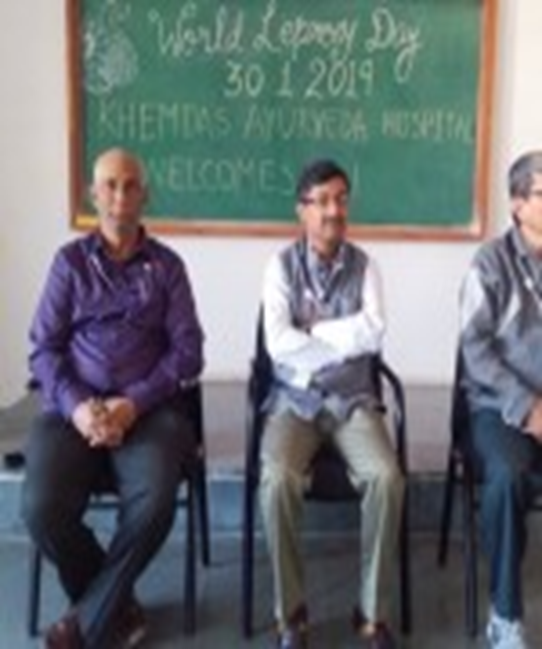 World Leprosy Day
30 1 2019
KHEMDAS AYURVEDA HOSPITAL
WELCOMES